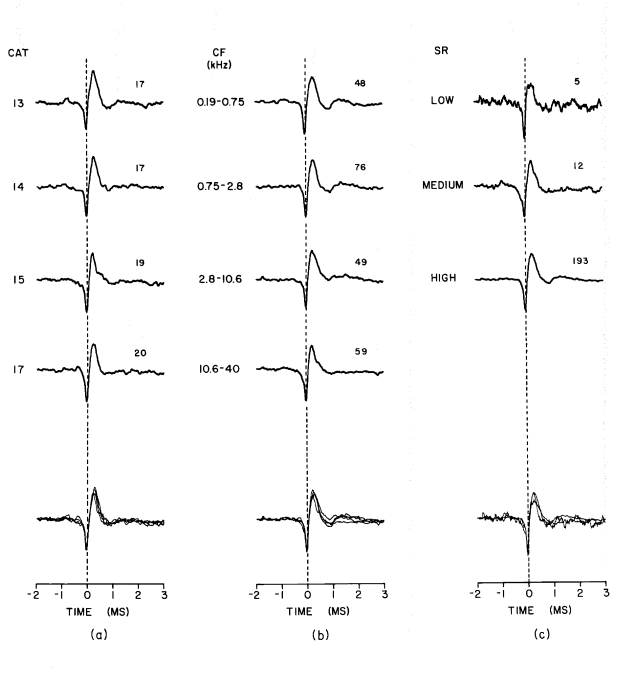 CAT CF SR
(kHz)
17 48 5
13 0.19-0.75 LOW
17 76 12
14 0.75-2.8 MEDIUM
19 49 193
15 2.8-10.6 HIGH
20 59
17 10.6-40
-2 -1 0 1 2 3 -2 -1 0 1 2 3 -2 -1 0 1 2 3
TIME (MS) TIME (MS) TIME (MS)
(a) (b) (c)